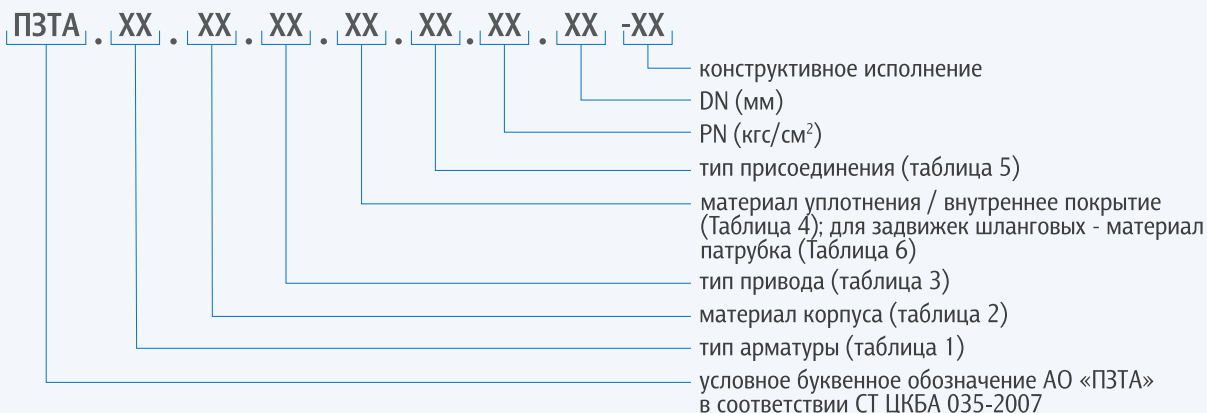 ПЗТА . XX . XX . XX . XX . XX . XX . XX -XX
конструктивное исполнение
DN (мм)
PN (кгс/см²)
тип присоединения (таблица 5)
материал уплотнения / внутреннее покрытие
(Таблица 4); для задвижек шланговых - материал
патрубка (Таблица 6)
тип привода (таблица 3)
материал корпуса (таблица 2)
тип арматуры (таблица 1)
условное буквенное обозначение АО «ПЗТА»
в соответствии СТ ЦКБА 035-2007